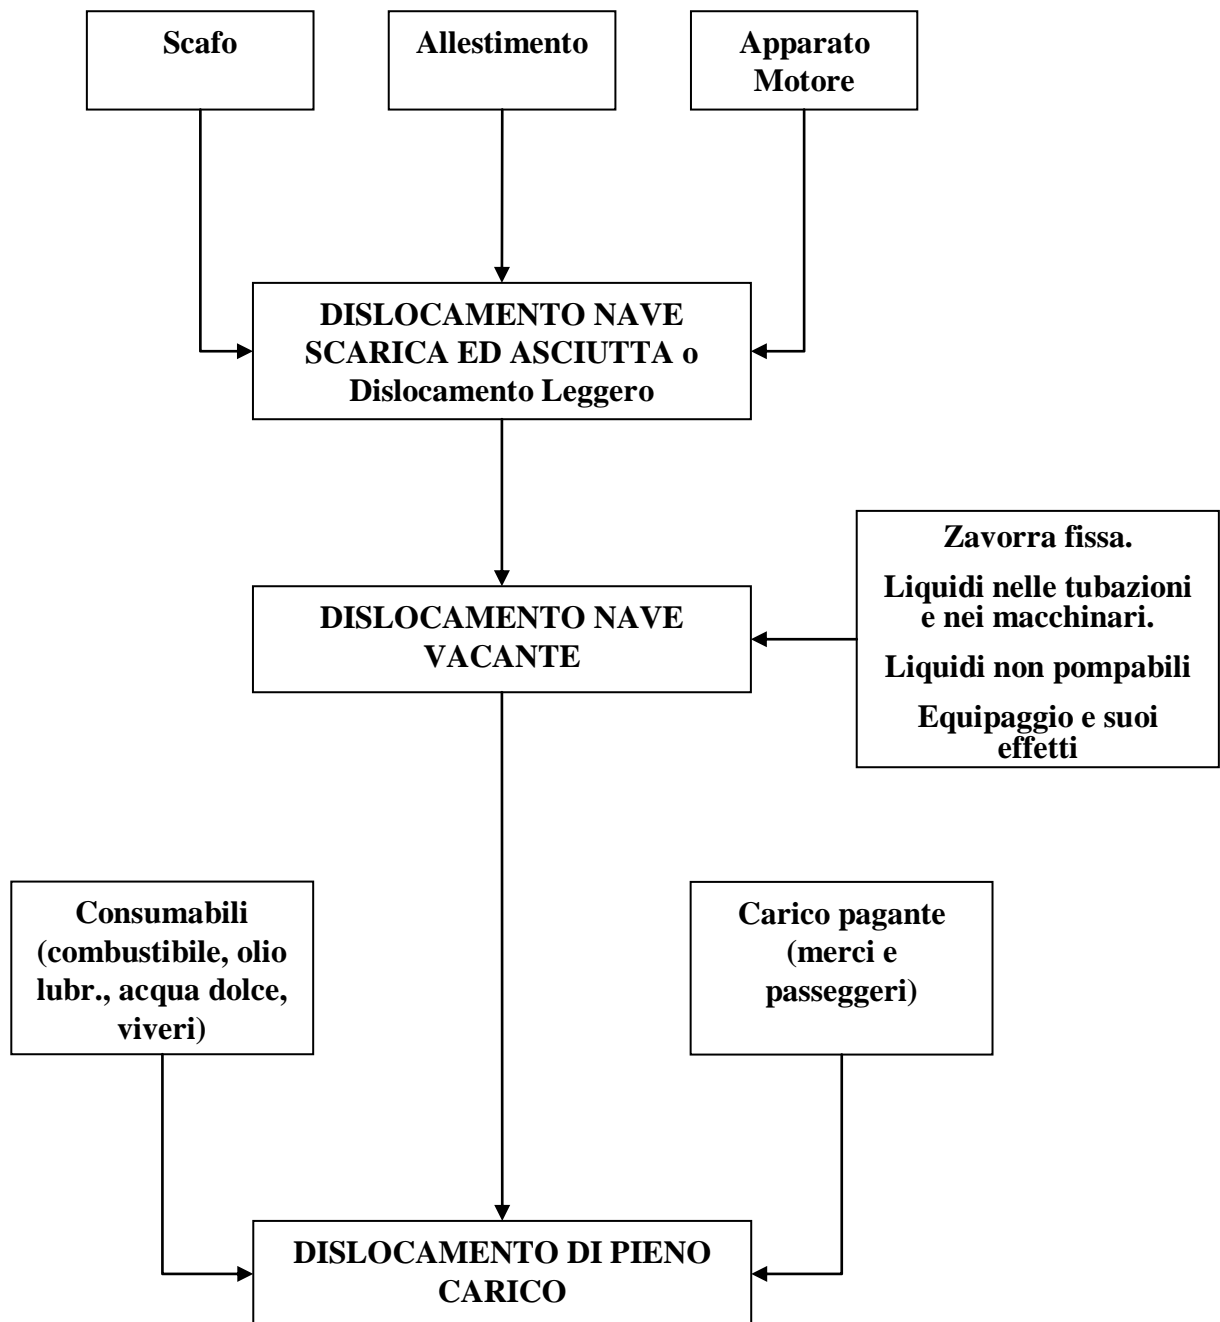 Scafo
Allestimento
Apparato
Motore
DISLOCAMENTO NAVE
SCARICA ED ASCIUTTA o
Dislocamento Leggero
Zavorra fissa.
Liquidi nelle tubazioni
e nei macchinari.
Liquidi non pompabili
Equipaggio e suoi
effetti
DISLOCAMENTO NAVE
VACANTE
Consumabili
(combustibile, olio
lubr., acqua dolce,
viveri)
Carico pagante
(merci e
passeggeri)
DISLOCAMENTO DI PIENO
CARICO